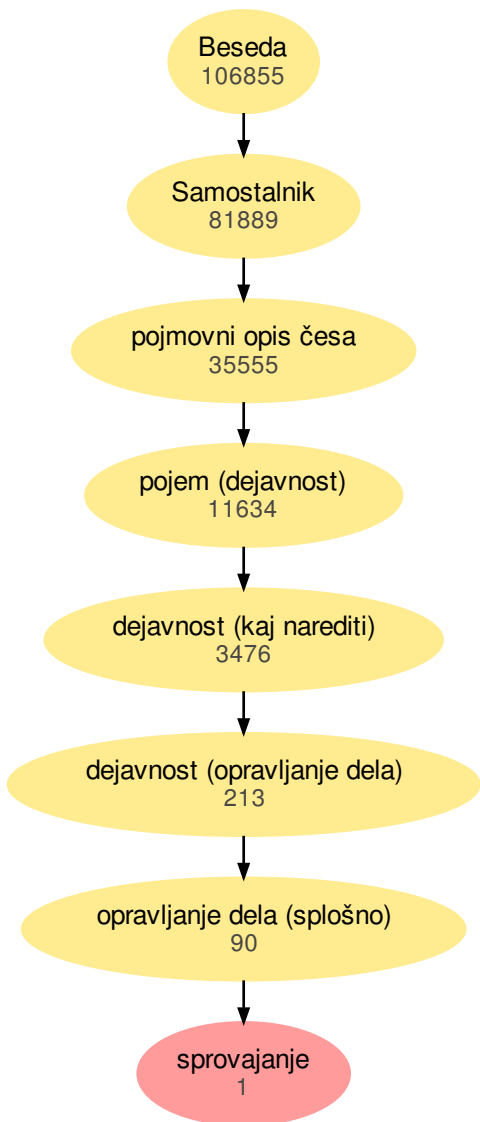 Beseda
106855
Samostalnik
81889
pojmovni opis česa
35555
pojem (dejavnost)
11634
dejavnost (kaj narediti)
3476
dejavnost (opravljanje dela)
213
opravljanje dela (splošno)
90
sprovajanje
1